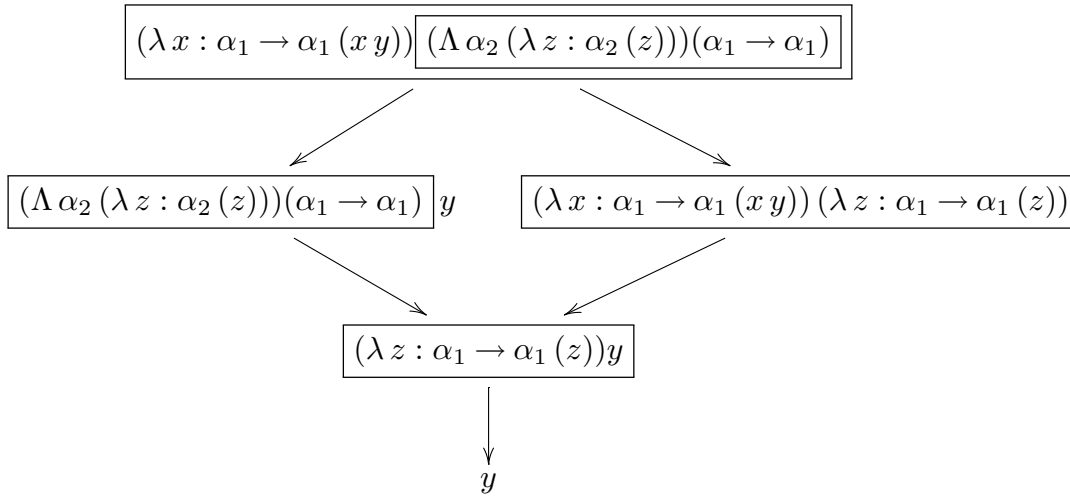 (λ x : α₁ → α₁ (x y)) (Λ α₂ (λ z : α₂ (z)))(α₁ → α₁)
(Λ α₂ (λ z : α₂ (z)))(α₁ → α₁) y
(λ x : α₁ → α₁ (x y)) (λ z : α₁ → α₁ (z))
(λ z : α₁ → α₁ (z))y
y